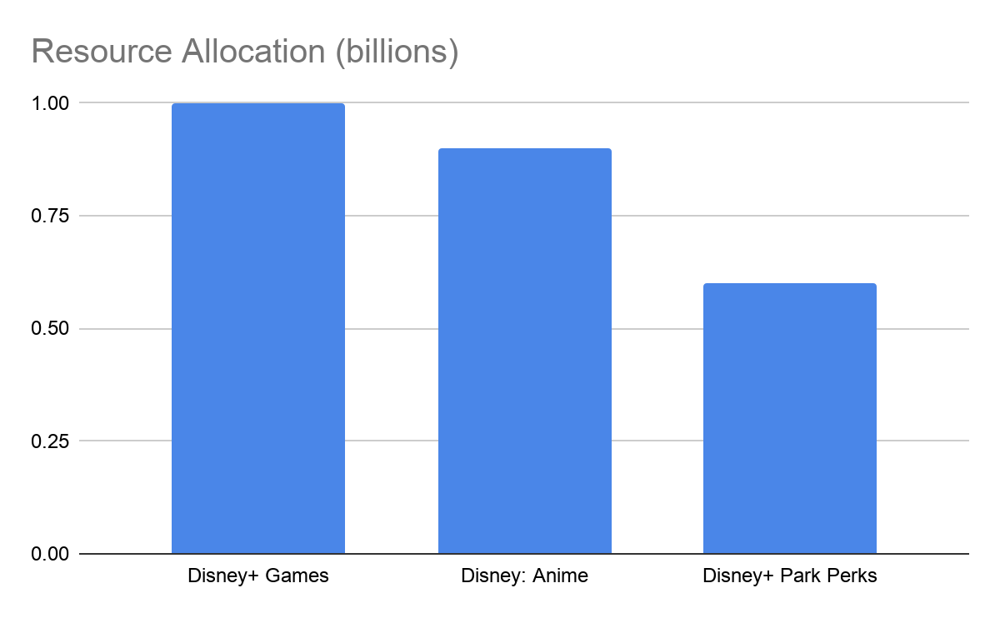 Resource Allocation (billions)
1.00
0.75
0.50
0.25
0.00
Disney+ Games
Disney: Anime
Disney+ Park Perks